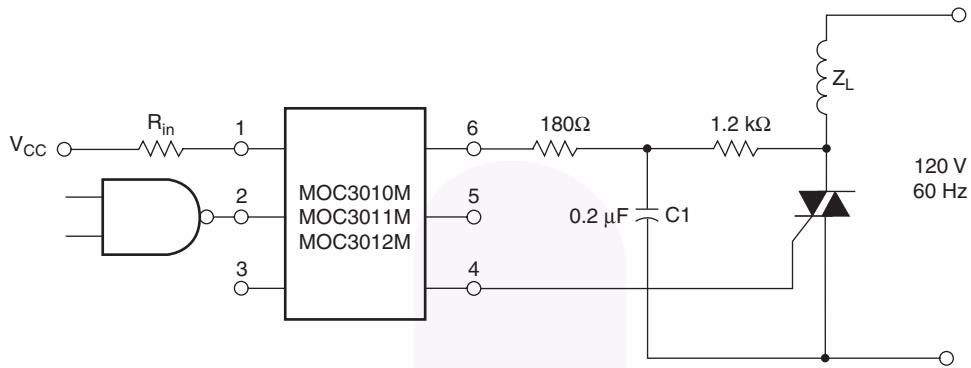 Z_L
V_CC
R_in
1
6
180Ω
1.2 kΩ
120 V
60 Hz
MOC3010M
MOC3011M
MOC3012M
2
5
0.2 μF
C1
3
4